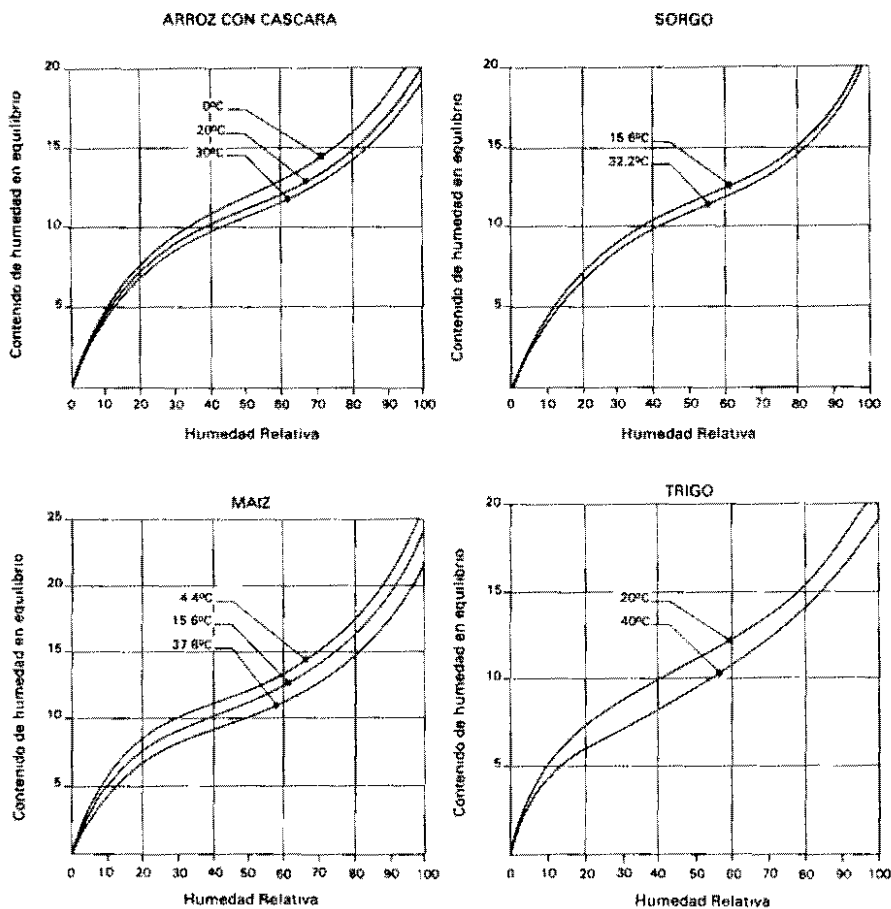 ARROZ CON CASCARA
Contenido de humedad en equilibrio
20
15
10
5
0ºC
20ºC
30ºC
0 10 20 30 40 50 60 70 80 90 100
Humedad Relativa
SORGO
Contenido de humedad en equilibrio
20
15
10
5
15 6ºC
32.2ºC
0 10 20 30 40 50 60 70 80 90 100
Humedad Relativa
MAIZ
Contenido de humedad en equilibrio
25
20
15
10
5
4 4ºC
15 6ºC
37 8ºC
0 10 20 30 40 50 60 70 80 90 100
Humedad Relativa
TRIGO
Contenido de humedad en equilibrio
20
15
10
5
20ºC
40ºC
0 10 20 30 40 50 60 70 80 90 100
Humedad Relativa